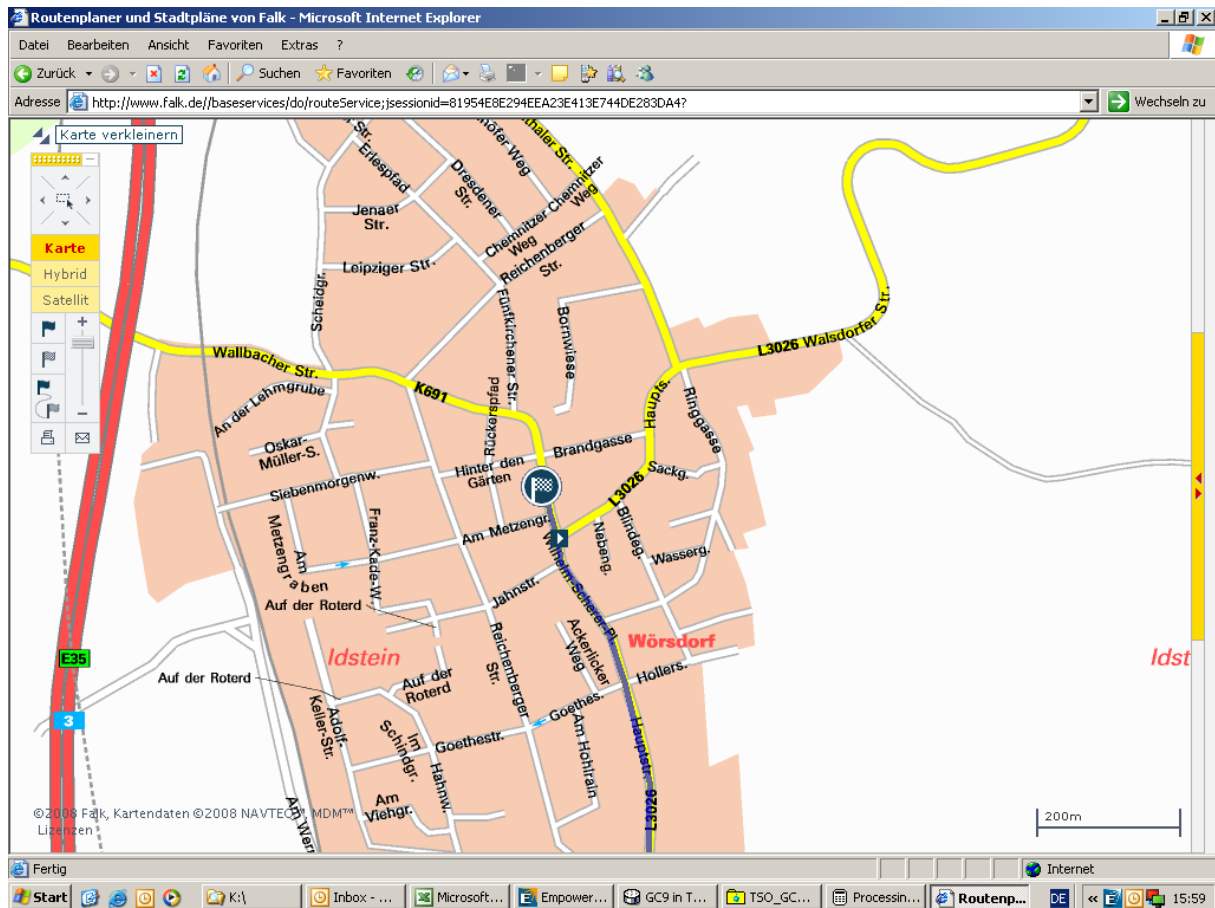 Routenplaner und Stadtpläne von Falk - Microsoft Internet Explorer
Datei Bearbeiten Ansicht Favoriten Extras ?
Zurück Suchen Favoriten
Adresse http://www.falk.de//baseservices/do/routeService;jsessionid=81954E8E294EEA23E413E744DE283DA4? Wechseln zu
Karte verkleinern
Karte
Hybrid
Satellit
+
-
Erlespfad
Dresdener Str.
Jenaer Str.
Chemnitzer Weg
Chemnitzer Weg
Reichenberger Str.
Leipziger Str.
Scheidgr.
Fünfkirchener Str.
Bornwiese
L3026 Walsdorfer Str.
Wallbacher Str.
K691
Haupts.
Ringgasse
An der Lehmgrube
Rückerspfad
Oskar-Müller-S.
Brandgasse
Hinter den Gärten
Sackg.
L3026
Siebenmorgenw.
Am Metzengraben
Franz-Kade-W.
Am Metzengr.
Nebeng.
Blindeg.
Wasserg.
Wilhelm-Scherer-Pl.
Jahnstr.
Auf der Roterd
Reichenberger Str.
Ackerlicker Weg
Wörsdorf
Idstein
Idst
E35
3
Auf der Roterd
Auf der Roterd
Hollers.
Goethes.
Adolf-Keller-Str.
Im Schindgr.
Goethestr.
Am Hohlrain
Hauptstr.
Hahnw.
Am Viehgr.
L3026
©2008 Falk, Kartendaten ©2008 NAVTEQ, MDM™
Lizenzen
200m
Fertig Internet
Start K:\ Inbox - ... Microsoft... Empower... GC9 in T... TSO_GC... Processin... Routenp... DE « 15:59